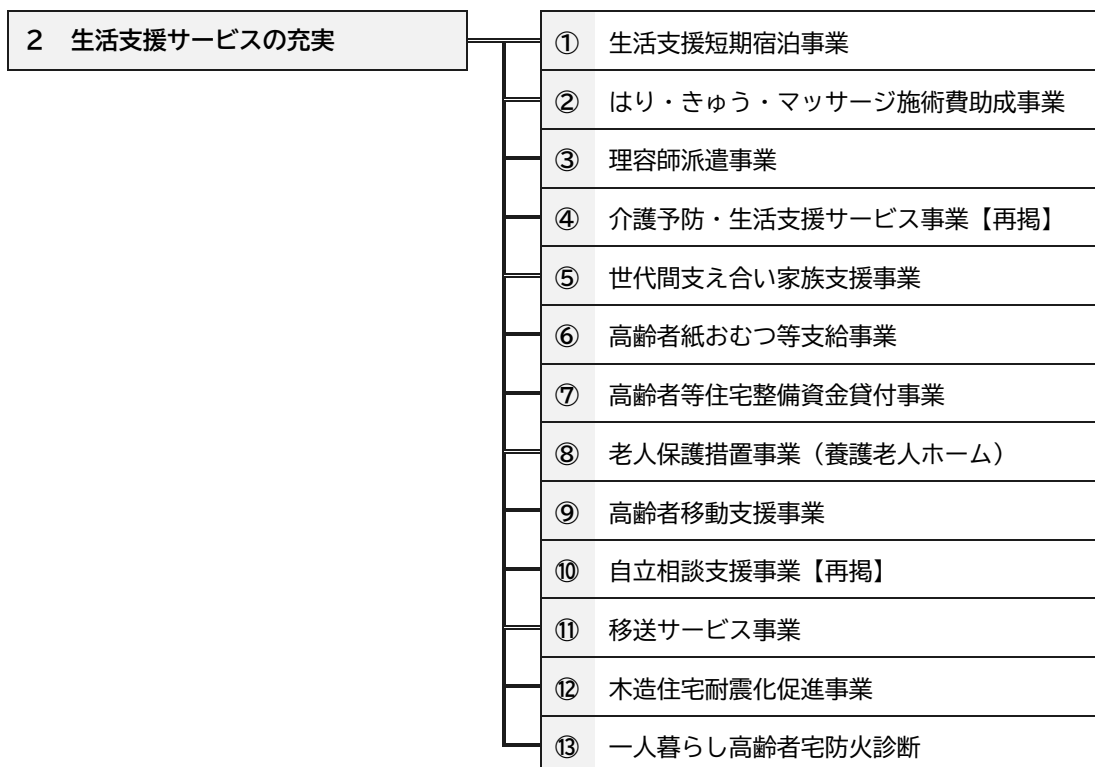 2 生活支援サービスの充実
① 生活支援短期宿泊事業
② はり・きゅう・マッサージ施術費助成事業
③ 理容師派遣事業
④ 介護予防・生活支援サービス事業【再掲】
⑤ 世代間支え合い家族支援事業
⑥ 高齢者紙おむつ等支給事業
⑦ 高齢者等住宅整備資金貸付事業
⑧ 老人保護措置事業（養護老人ホーム）
⑨ 高齢者移動支援事業
⑩ 自立相談支援事業【再掲】
⑪ 移送サービス事業
⑫ 木造住宅耐震化促進事業
⑬ 一人暮らし高齢者宅防火診断